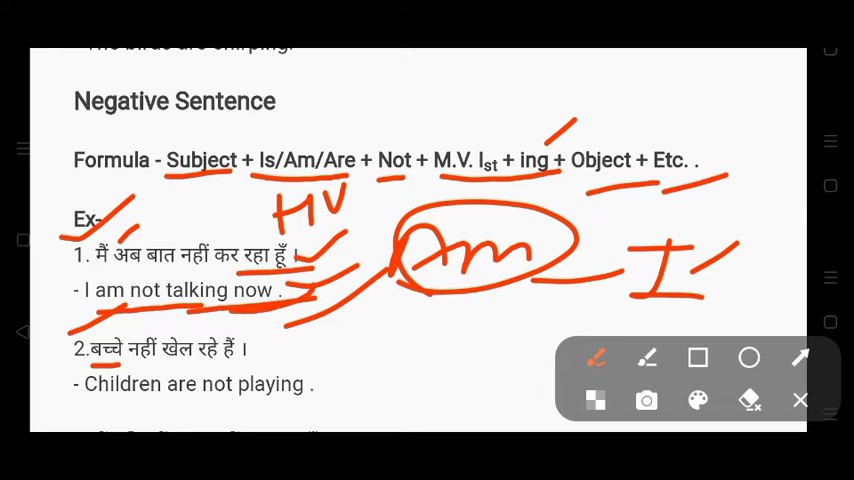 Negative Sentence
Formula - Subject + Is/Am/Are + Not + M.V. Ist + ing + Object + Etc. .
Ex-
HV
1. मैं अब बात नहीं कर रहा हूँ ।
Am - I
- I am not talking now .
2.बच्चे नहीं खेल रहे हैं ।
- Children are not playing .